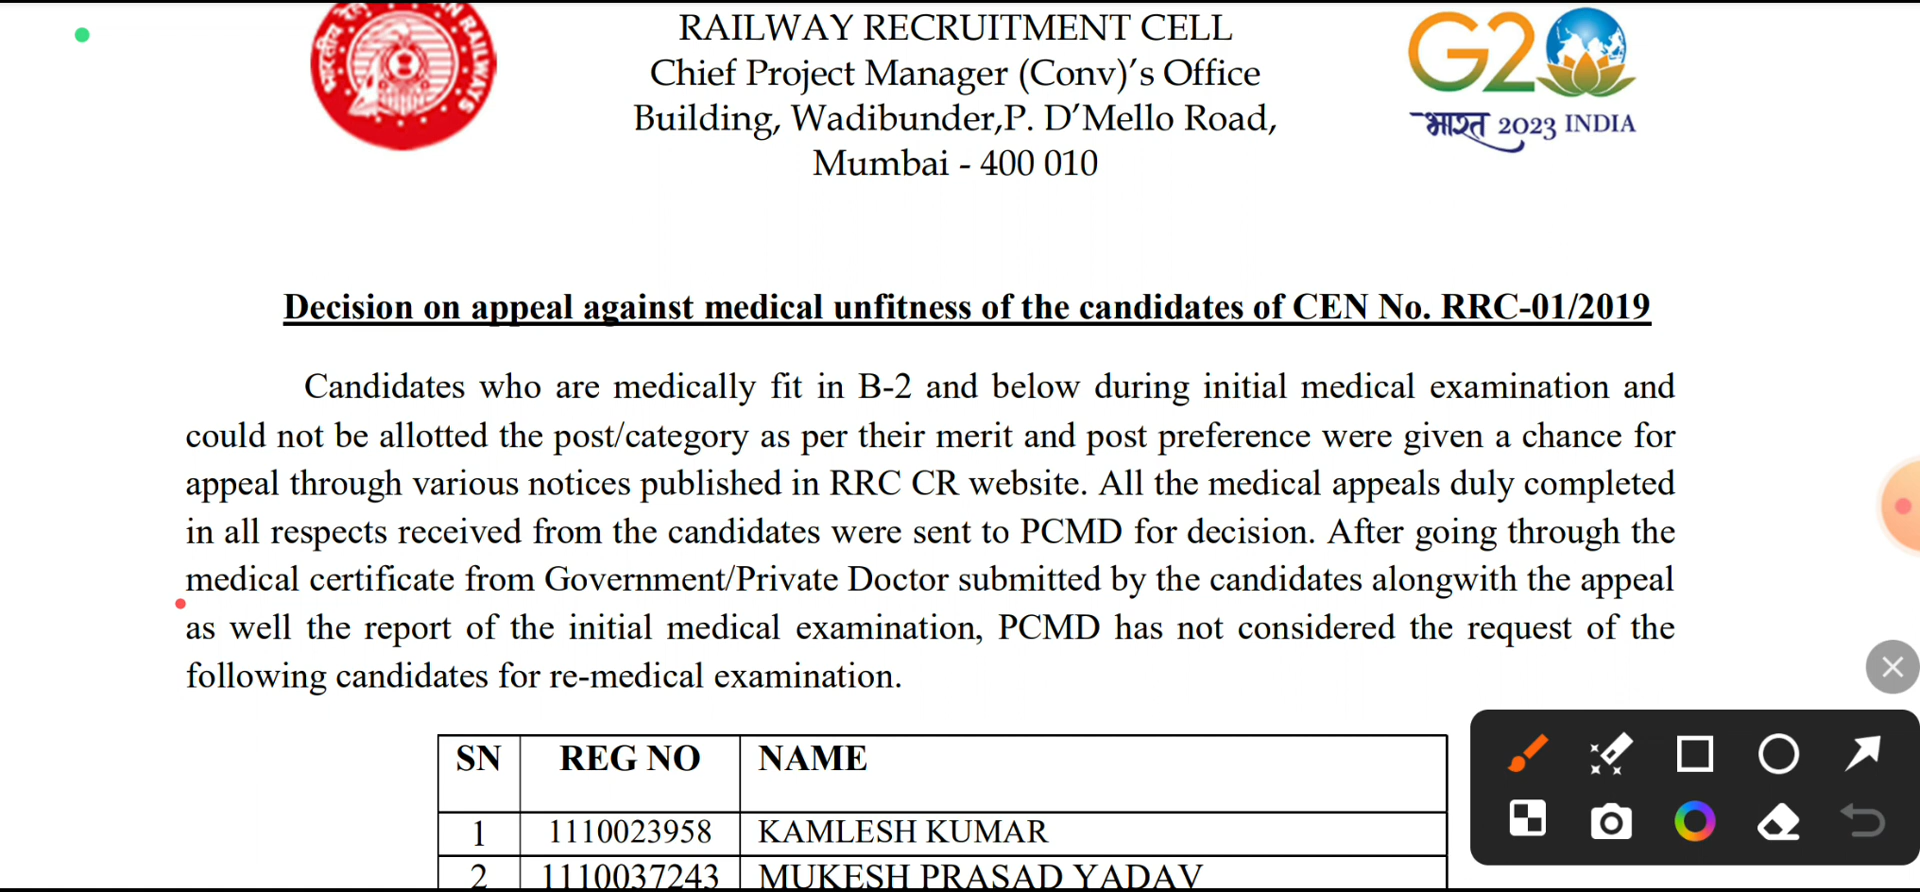 भारतीय रेल
N RAILWAYS
RAILWAY RECRUITMENT CELL
Chief Project Manager (Conv)’s Office
Building, Wadibunder,P. D’Mello Road,
Mumbai - 400 010
G20
भारत 2023 INDIA
Decision on appeal against medical unfitness of the candidates of CEN No. RRC-01/2019
Candidates who are medically fit in B-2 and below during initial medical examination and
could not be allotted the post/category as per their merit and post preference were given a chance for
appeal through various notices published in RRC CR website. All the medical appeals duly completed
in all respects received from the candidates were sent to PCMD for decision. After going through the
medical certificate from Government/Private Doctor submitted by the candidates alongwith the appeal
as well the report of the initial medical examination, PCMD has not considered the request of the
following candidates for re-medical examination.
SN REG NO NAME
1 1110023958 KAMLESH KUMAR
2 1110037243 MUKESH PRASAD YADAV